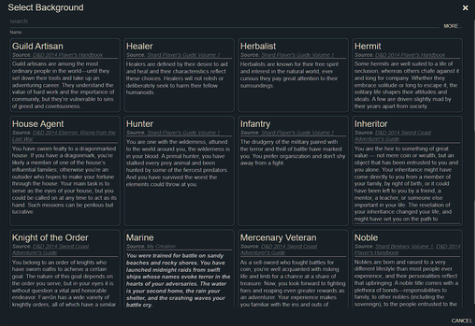 Select Background
search
MORE...
Name
Guild Artisan
Source: D&D 2014 Player's Handbook
Guild artisans are among the most
ordinary people in the world—until they
set down their tools and take up an
adventuring career. They understand the
value of hard work and the importance of
community, but they're vulnerable to sins
of greed and covetousness.
Healer
Source: Shard Player's Guide Volume 1
Healers are defined by their desire to aid
and heal and their characteristics reflect
these choices. Healers will not relish or
deliberately seek to harm their fellow
humanoids.
Herbalist
Source: Shard Player's Guide Volume 1
Herbalists are known for their free spirit
and interest in the natural world, ever
curious they pay great attention to their
surroundings.
Hermit
Source: D&D 2014 Player's Handbook
Some hermits are well suited to a life of
seclusion, whereas others chafe against it
and long for company. Whether they
embrace solitude or long to escape it, the
solitary life shapes their attitudes and
ideals. A few are driven slightly mad by
their years apart from society.
House Agent
Source: D&D 2014 Eberron: Rising from the
Last War
You have sworn fealty to a dragonmarked
house. If you have a dragonmark, you're
likely a member of one of the house's
influential families, otherwise you're an
outsider who hopes to make your fortune
through the house. Your main task is to
serve as the eyes of your house, but you
could be called on at any time to act as its
hand. Such missions can be perilous but
lucrative.
Hunter
Source: Shard Player's Guide Volume 1
You are one with the wilderness, attuned
to the world around you, the wilderness is
in your blood. A primal hunter, you have
stalked every prey animal and been
hunted by some of the fiercest predators.
And you have survived the worst the
elements could throw at you.
Infantry
Source: Shard Player's Guide Volume 1
The drudgery of the military paired with
the terror and thrill of battle have marked
you. You prefer organization and don't shy
away from a fight.
Inheritor
Source: D&D 2014 Sword Coast
Adventurer's Guide
You are the heir to something of great
value — not mere coin or wealth, but an
object that has been entrusted to you and
you alone. Your inheritance might have
come directly to you from a member of
your family, by right of birth, or it could
have been left to you by a friend, a
mentor, a teacher, or someone else
important in your life. The revelation of
your inheritance changed your life, and
might have set you on the path to
Knight of the Order
Source: D&D 2014 Sword Coast
Adventurer's Guide
You belong to an order of knights who
have sworn oaths to achieve a certain
goal. The nature of this goal depends on
the order you serve, but in your eyes it is
without question a vital and honorable
endeavor. Faerûn has a wide variety of
knightly orders, all of which have a similar
Marine
Source: My Creation
You were trained for battle on sandy
beaches and rocky shores. You have
launched midnight raids from swift
ships whose names evoke terror in the
hearts of your adversaries. The water
is your second home, the rain your
shelter, and the crashing waves your
battle cry.
Mercenary Veteran
Source: D&D 2014 Sword Coast
Adventurer's Guide
As a sell-sword who fought battles for
coin, you're well acquainted with risking
life and limb for a chance at a share of
treasure. Now, you look forward to fighting
foes and reaping even greater rewards as
an adventurer. Your experience makes
you familiar with the ins and outs of
Noble
Source: Shard Beakers Volume 1, D&D 2014
Player's Handbook
Nobles are born and raised to a very
different lifestyle than most people ever
experience, and their personalities reflect
that upbringing. A noble title comes with a
plethora of bonds—responsibilities to
family, to other nobles (including the
sovereign), to the people entrusted to the
CANCEL